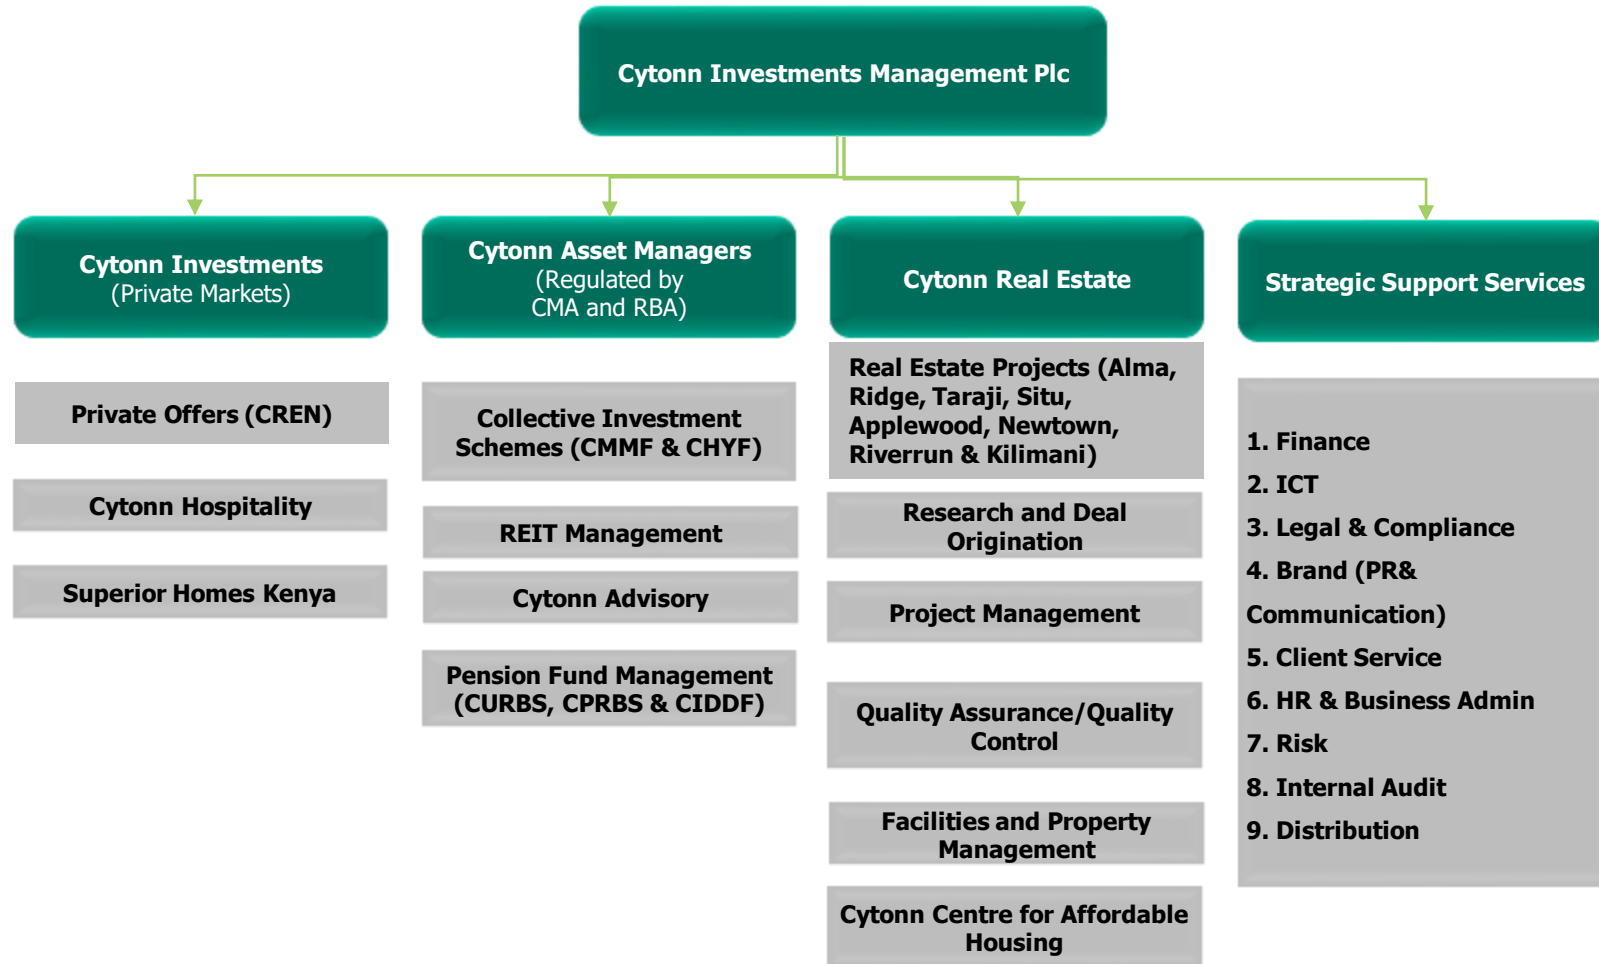 Cytonn Investments Management Plc
Cytonn Investments
(Private Markets)
Private Offers (CREN)
Cytonn Hospitality
Superior Homes Kenya
Cytonn Asset Managers
(Regulated by
CMA and RBA)
Collective Investment
Schemes (CMMF & CHYF)
REIT Management
Cytonn Advisory
Pension Fund Management
(CURBS, CPRBS & CIDDF)
Cytonn Real Estate
Real Estate Projects (Alma,
Ridge, Taraji, Situ,
Applewood, Newtown,
Riverrun & Kilimani)
Research and Deal
Origination
Project Management
Quality Assurance/Quality
Control
Facilities and Property
Management
Cytonn Centre for Affordable
Housing
Strategic Support Services
1. Finance
2. ICT
3. Legal & Compliance
4. Brand (PR&
Communication)
5. Client Service
6. HR & Business Admin
7. Risk
8. Internal Audit
9. Distribution